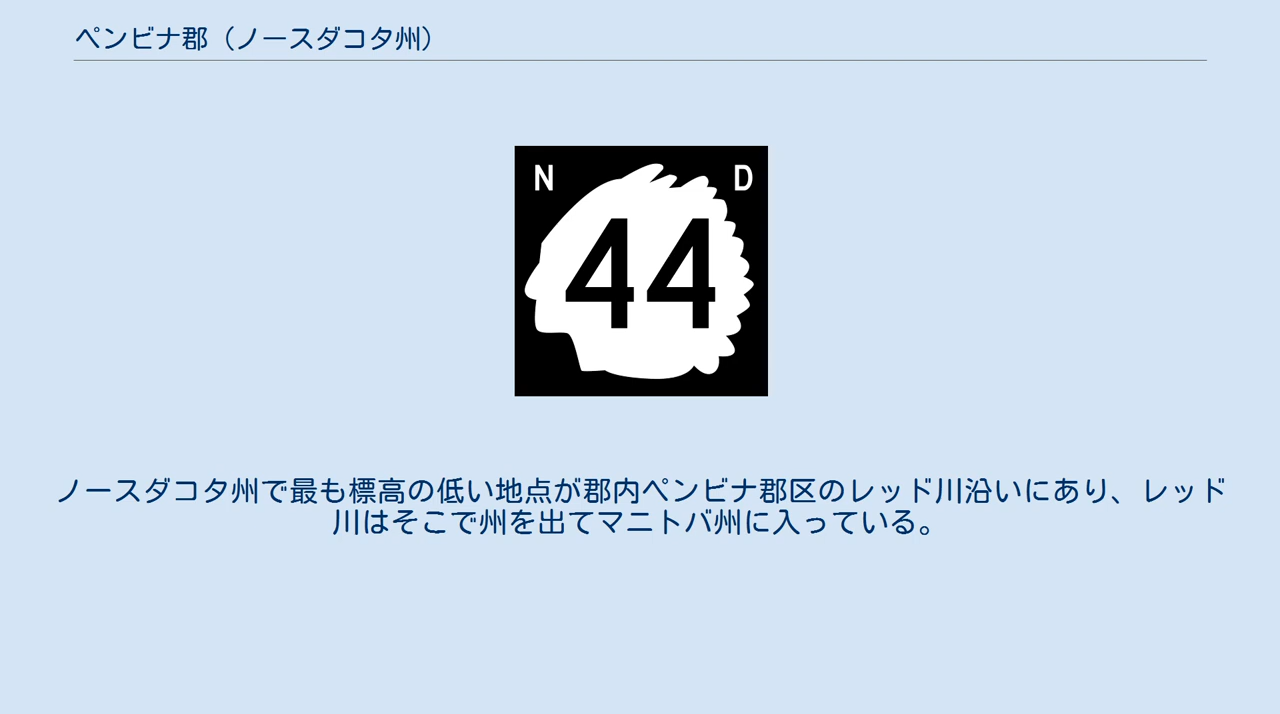 ペンビナ郡（ノースダコタ州）
N D
44
ノースダコタ州で最も標高の低い地点が郡内ペンビナ郡区のレッド川沿いにあり、レッド
川はそこで州を出てマニトバ州に入っている。